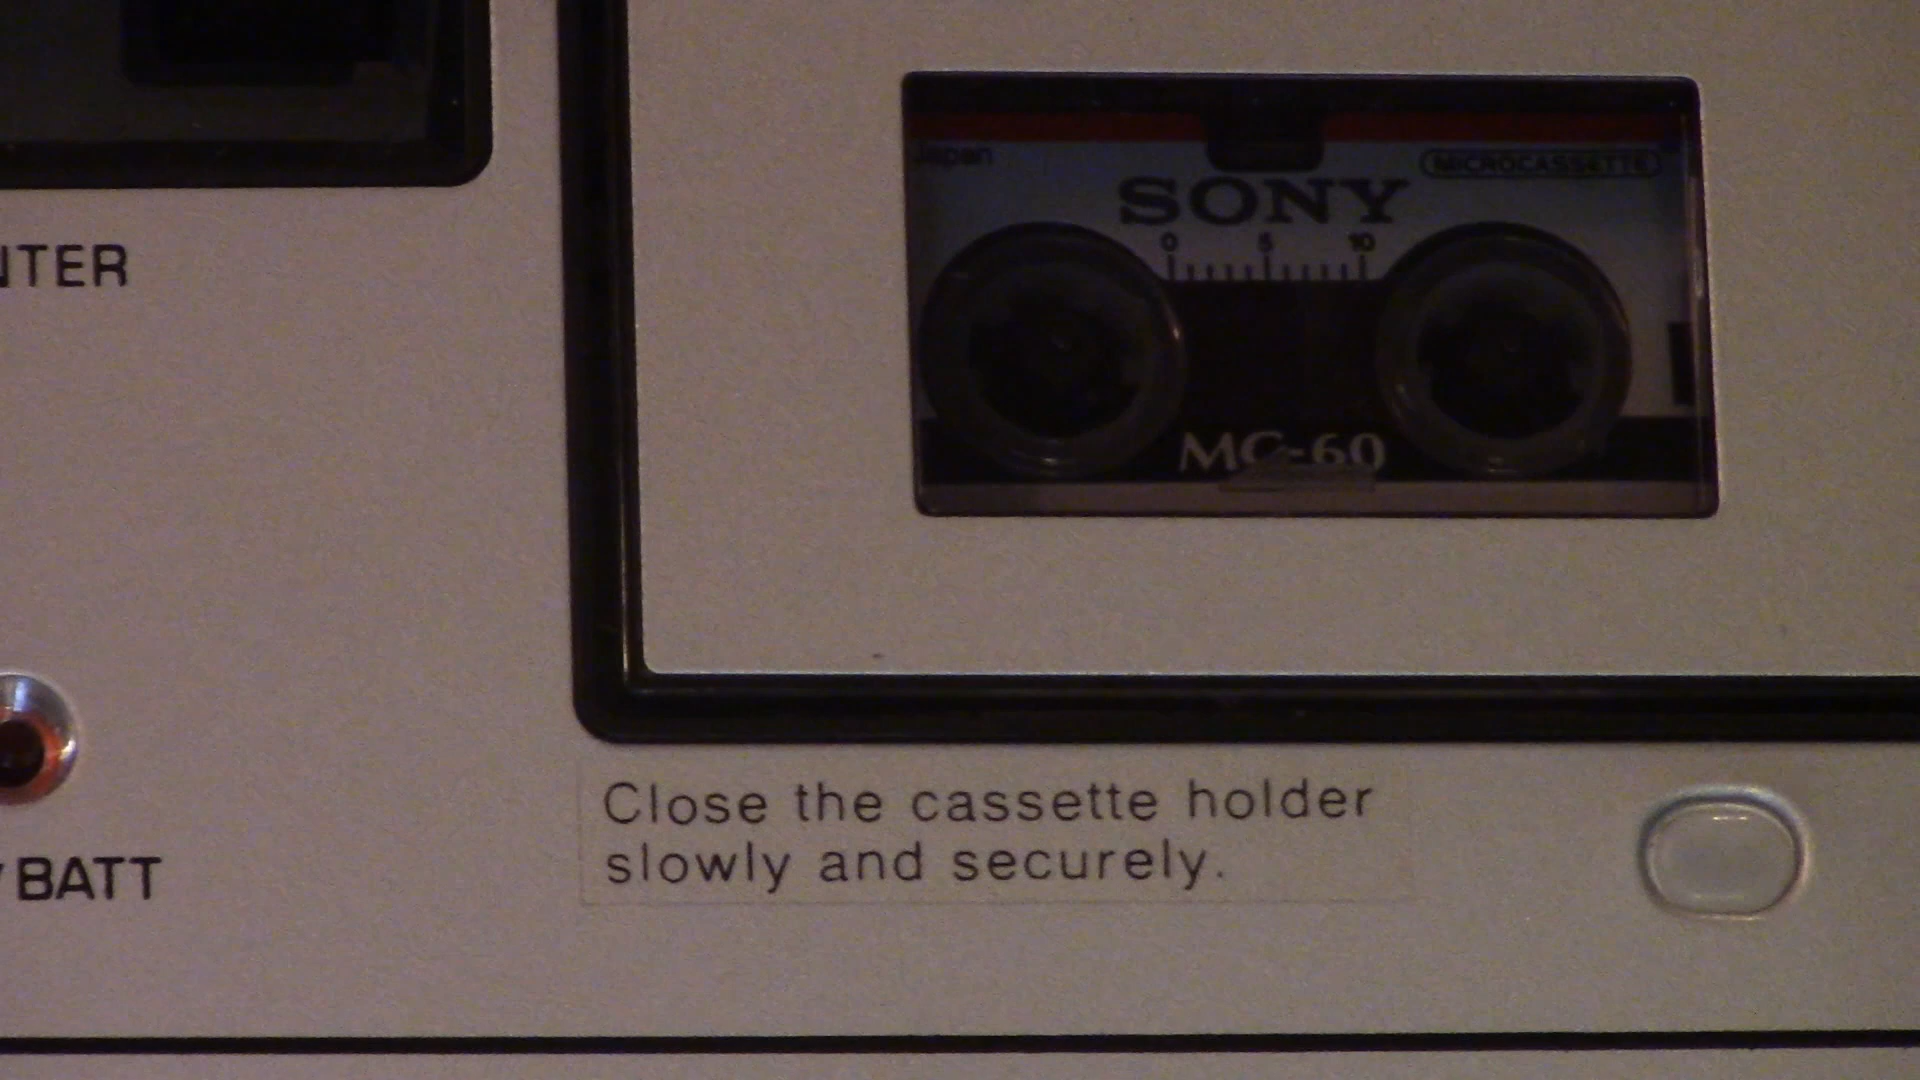 Japan
MICROCASSETTE
SONY
0 5 10
NTER
MC-60
Close the cassette holder
slowly and securely.
BATT